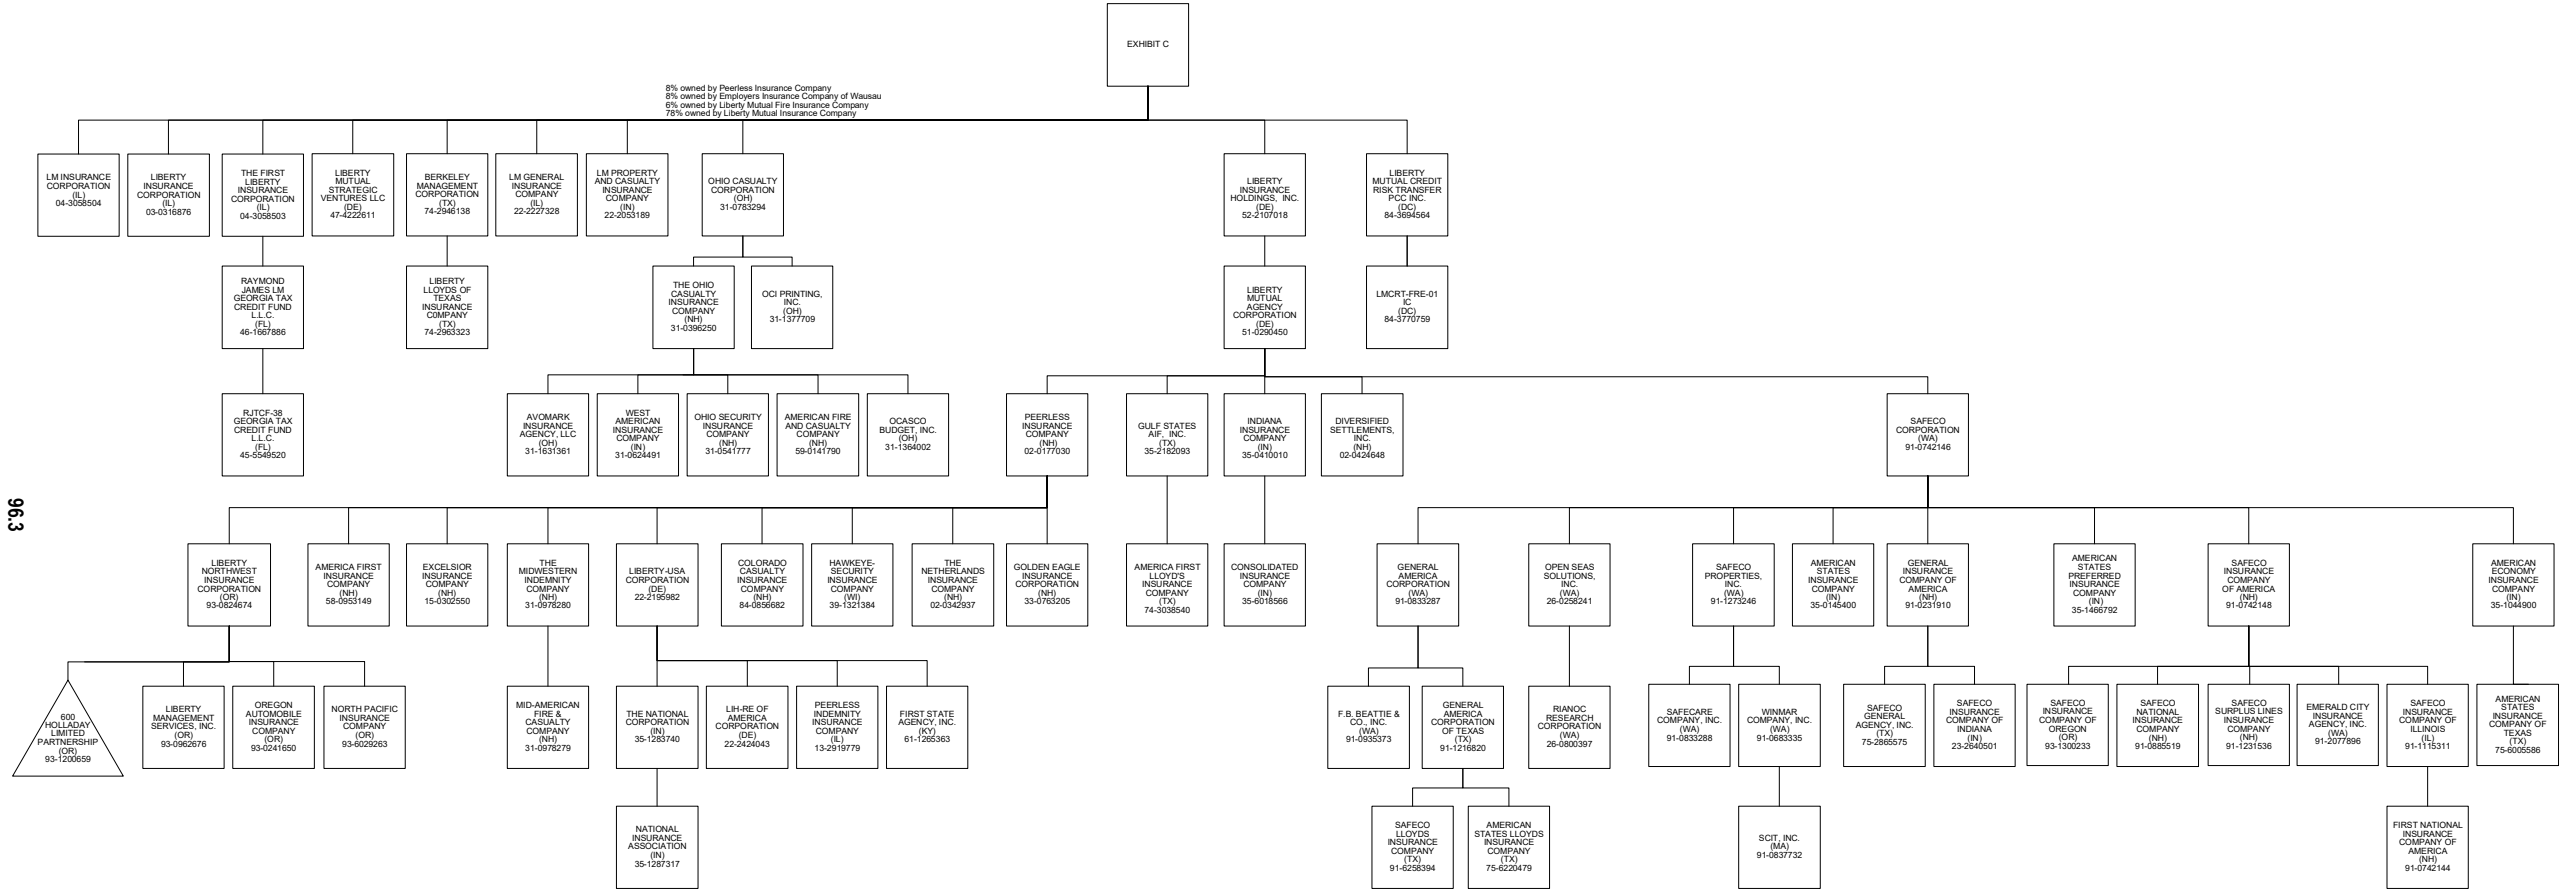 EXHIBIT C
8% owned by Peerless Insurance Company
8% owned by Employers Insurance Company of Wausau
6% owned by Liberty Mutual Fire Insurance Company
78% owned by Liberty Mutual Insurance Company
LM INSURANCE
CORPORATION
(IL)
04-3058504
LIBERTY
INSURANCE
CORPORATION
(IL)
03-0316876
THE FIRST
LIBERTY
INSURANCE
CORPORATION
(IL)
04-3058503
LIBERTY
MUTUAL
STRATEGIC
VENTURES LLC
(DE)
47-4222611
BERKELEY
MANAGEMENT
CORPORATION
(TX)
74-2946138
LM GENERAL
INSURANCE
COMPANY
(IL)
22-2227328
LM PROPERTY
AND CASUALTY
INSURANCE
COMPANY
(IN)
22-2053189
OHIO CASUALTY
CORPORATION
(OH)
31-0783294
LIBERTY
INSURANCE
HOLDINGS, INC.
(DE)
52-2107018
LIBERTY
MUTUAL CREDIT
RISK TRANSFER
PCC INC.
(DC)
84-3694564
RAYMOND
JAMES LM
GEORGIA TAX
CREDIT FUND
L.L.C.
(FL)
46-1667886
LIBERTY
LLOYDS OF
TEXAS
INSURANCE
COMPANY
(TX)
74-2963323
THE OHIO
CASUALTY
INSURANCE
COMPANY
(NH)
31-0396250
OCI PRINTING,
INC.
(OH)
31-1377709
LIBERTY
MUTUAL
AGENCY
CORPORATION
(DE)
51-0290450
LMCRT-FRE-01
IC
(DC)
84-3770759
RJTCF-38
GEORGIA TAX
CREDIT FUND
L.L.C.
(FL)
45-5549520
AVOMARK
INSURANCE
AGENCY, LLC
(OH)
31-1631361
WEST
AMERICAN
INSURANCE
COMPANY
(IN)
31-0624491
OHIO SECURITY
INSURANCE
COMPANY
(NH)
31-0541777
AMERICAN FIRE
AND CASUALTY
COMPANY
(NH)
59-0141790
OCASCO
BUDGET, INC.
(OH)
31-1364002
PEERLESS
INSURANCE
COMPANY
(NH)
02-0177030
GULF STATES
AIF, INC.
(TX)
35-2182093
INDIANA
INSURANCE
COMPANY
(IN)
35-0410010
DIVERSIFIED
SETTLEMENTS,
INC.
(NH)
02-0424648
SAFECO
CORPORATION
(WA)
91-0742146
96.3
LIBERTY
NORTHWEST
INSURANCE
CORPORATION
(OR)
93-0824674
AMERICA FIRST
INSURANCE
COMPANY
(NH)
58-0953149
EXCELSIOR
INSURANCE
COMPANY
(NH)
15-0302550
THE
MIDWESTERN
INDEMNITY
COMPANY
(NH)
31-0978280
LIBERTY-USA
CORPORATION
(DE)
22-2195982
COLORADO
CASUALTY
INSURANCE
COMPANY
(NH)
84-0856682
HAWKEYE-
SECURITY
INSURANCE
COMPANY
(WI)
39-1321384
THE
NETHERLANDS
INSURANCE
COMPANY
(NH)
02-0342937
GOLDEN EAGLE
INSURANCE
CORPORATION
(NH)
33-0763205
AMERICA FIRST
LLOYD'S
INSURANCE
COMPANY
(TX)
74-3038540
CONSOLIDATED
INSURANCE
COMPANY
(IN)
35-6018566
GENERAL
AMERICA
CORPORATION
(WA)
91-0833287
OPEN SEAS
SOLUTIONS,
INC.
(WA)
26-0258241
SAFECO
PROPERTIES,
INC.
(WA)
91-1273246
AMERICAN
STATES
INSURANCE
COMPANY
(IN)
35-0145400
GENERAL
INSURANCE
COMPANY OF
AMERICA
(NH)
91-0231910
AMERICAN
STATES
PREFERRED
INSURANCE
COMPANY
(IN)
35-1466792
SAFECO
INSURANCE
COMPANY
OF AMERICA
(NH)
91-0742148
AMERICAN
ECONOMY
INSURANCE
COMPANY
(IN)
35-1044900
600
HOLLADAY
LIMITED
PARTNERSHIP
(OR)
93-1200659
LIBERTY
MANAGEMENT
SERVICES, INC.
(OR)
93-0962676
OREGON
AUTOMOBILE
INSURANCE
COMPANY
(OR)
93-0241650
NORTH PACIFIC
INSURANCE
COMPANY
(OR)
93-6029263
MID-AMERICAN
FIRE &
CASUALTY
COMPANY
(NH)
31-0978279
THE NATIONAL
CORPORATION
(IN)
35-1283740
LIH-RE OF
AMERICA
CORPORATION
(DE)
22-2424043
PEERLESS
INDEMNITY
INSURANCE
COMPANY
(IL)
13-2919779
FIRST STATE
AGENCY, INC.
(KY)
61-1265363
F.B. BEATTIE &
CO., INC.
(WA)
91-0935373
GENERAL
AMERICA
CORPORATION
OF TEXAS
(TX)
91-1216820
RIANOC
RESEARCH
CORPORATION
(WA)
26-0800397
SAFECARE
COMPANY, INC.
(WA)
91-0833288
WINMAR
COMPANY, INC.
(WA)
91-0683335
SAFECO
GENERAL
AGENCY, INC.
(TX)
75-2865575
SAFECO
INSURANCE
COMPANY OF
INDIANA
(IN)
23-2640501
SAFECO
INSURANCE
COMPANY OF
OREGON
(OR)
93-1300233
SAFECO
NATIONAL
INSURANCE
COMPANY
(NH)
91-0885519
SAFECO
SURPLUS LINES
INSURANCE
COMPANY
(NH)
91-1231536
EMERALD CITY
INSURANCE
AGENCY, INC.
(WA)
91-2077896
SAFECO
INSURANCE
COMPANY OF
ILLINOIS
(IL)
91-1115311
AMERICAN
STATES
INSURANCE
COMPANY OF
TEXAS
(TX)
75-6005586
NATIONAL
INSURANCE
ASSOCIATION
(IN)
35-1287317
SAFECO
LLOYDS
INSURANCE
COMPANY
(TX)
91-6258394
AMERICAN
STATES LLOYDS
INSURANCE
COMPANY
(TX)
75-6220479
SCIT, INC.
(MA)
91-0837732
FIRST NATIONAL
INSURANCE
COMPANY OF
AMERICA
(NH)
91-0742144